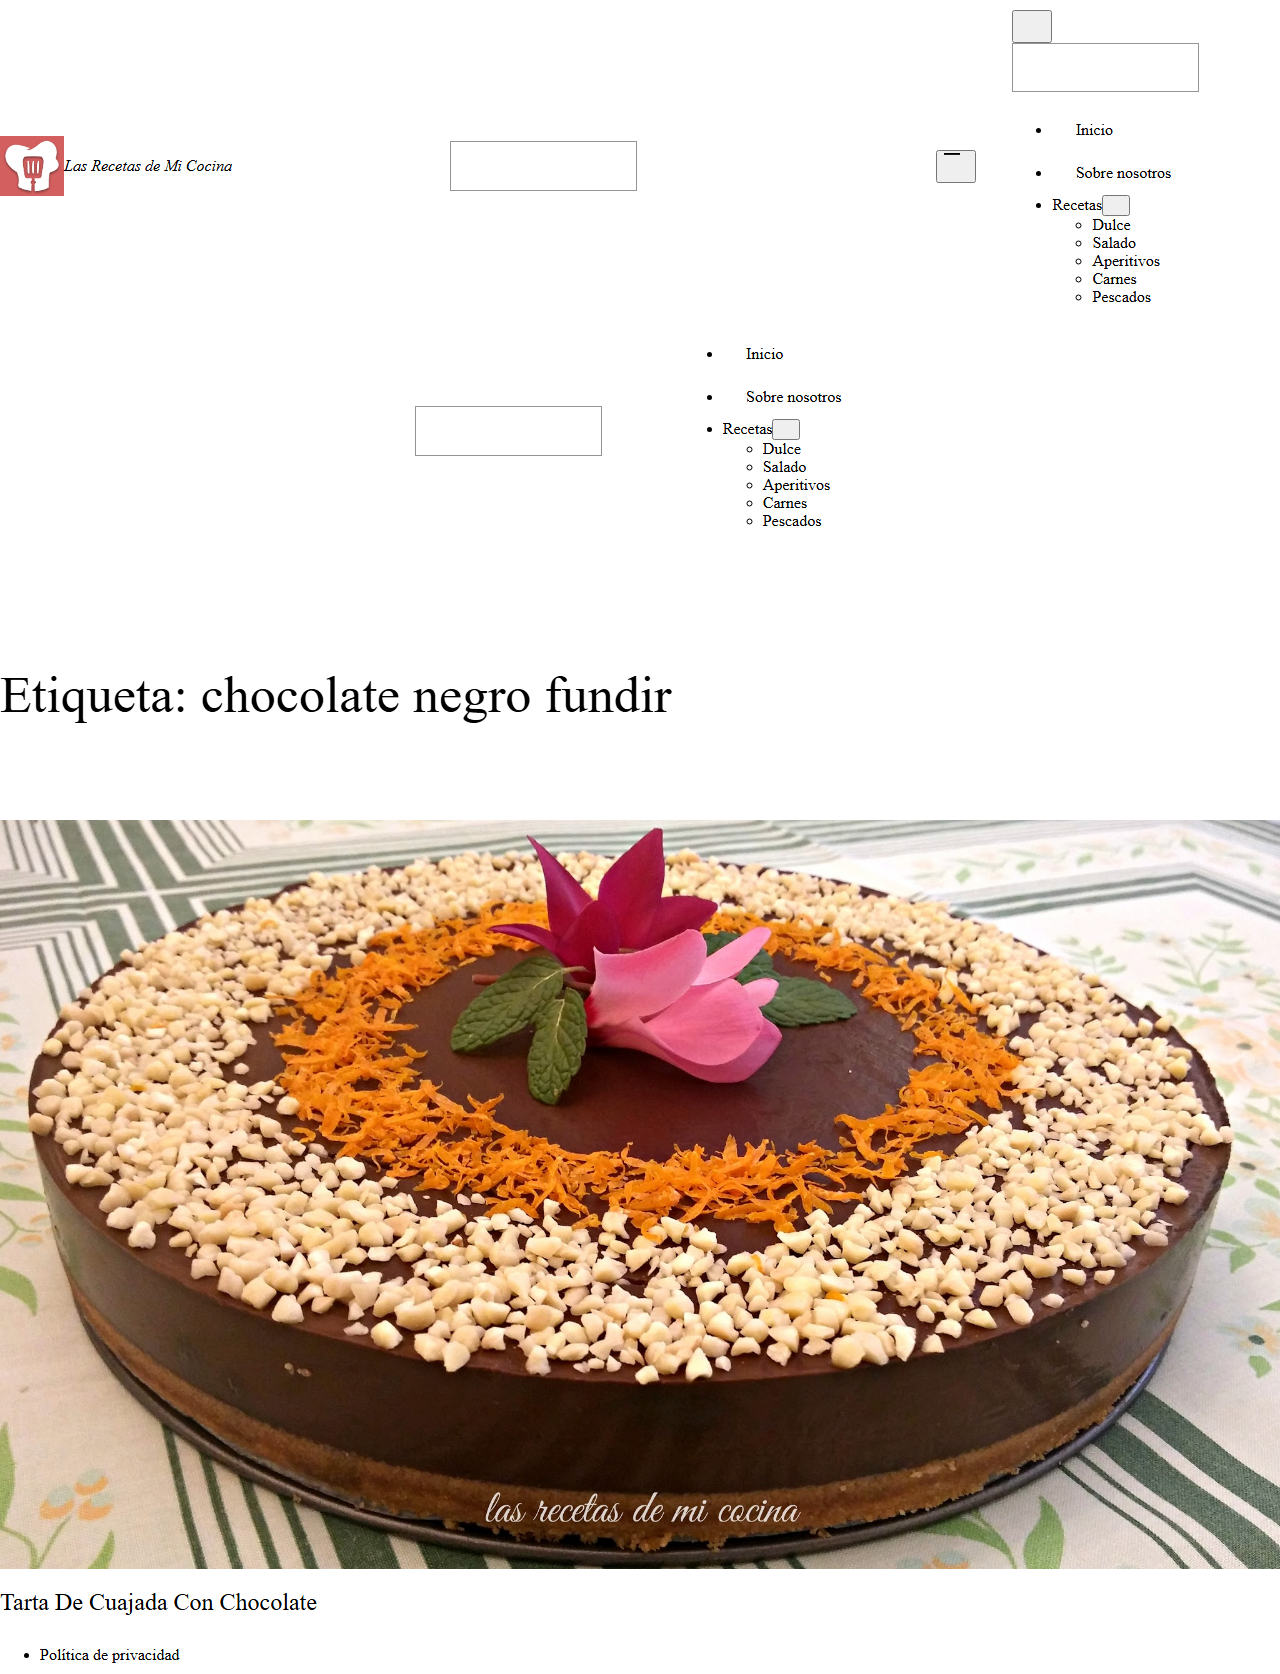 Las Recetas de Mi Cocina
Inicio
Sobre nosotros
Recetas
Dulce
Salado
Aperitivos
Carnes
Pescados
Inicio
Sobre nosotros
Recetas
Dulce
Salado
Aperitivos
Carnes
Pescados
Etiqueta: chocolate negro fundir
las recetas de mi cocina
Tarta De Cuajada Con Chocolate
Política de privacidad